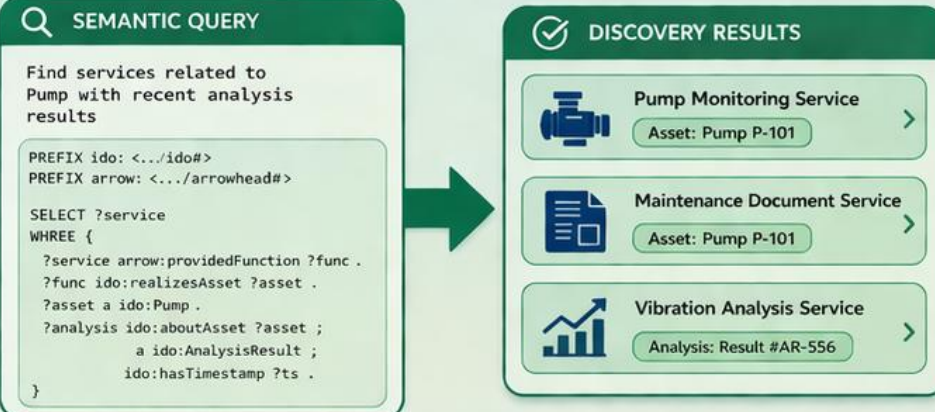 SEMANTIC QUERY
Find services related to
Pump with recent analysis
results
PREFIX ido: <.../ido#>
PREFIX arrow: <.../arrowhead#>
SELECT ?service
WHREE {
?service arrow:providedFunction ?func .
?func ido:realizesAsset ?asset .
?asset a ido:Pump .
?analysis ido:aboutAsset ?asset ;
a ido:AnalysisResult ;
ido:hasTimestamp ?ts .
}
DISCOVERY RESULTS
Pump Monitoring Service
Asset: Pump P-101
Maintenance Document Service
Asset: Pump P-101
Vibration Analysis Service
Analysis: Result #AR-556